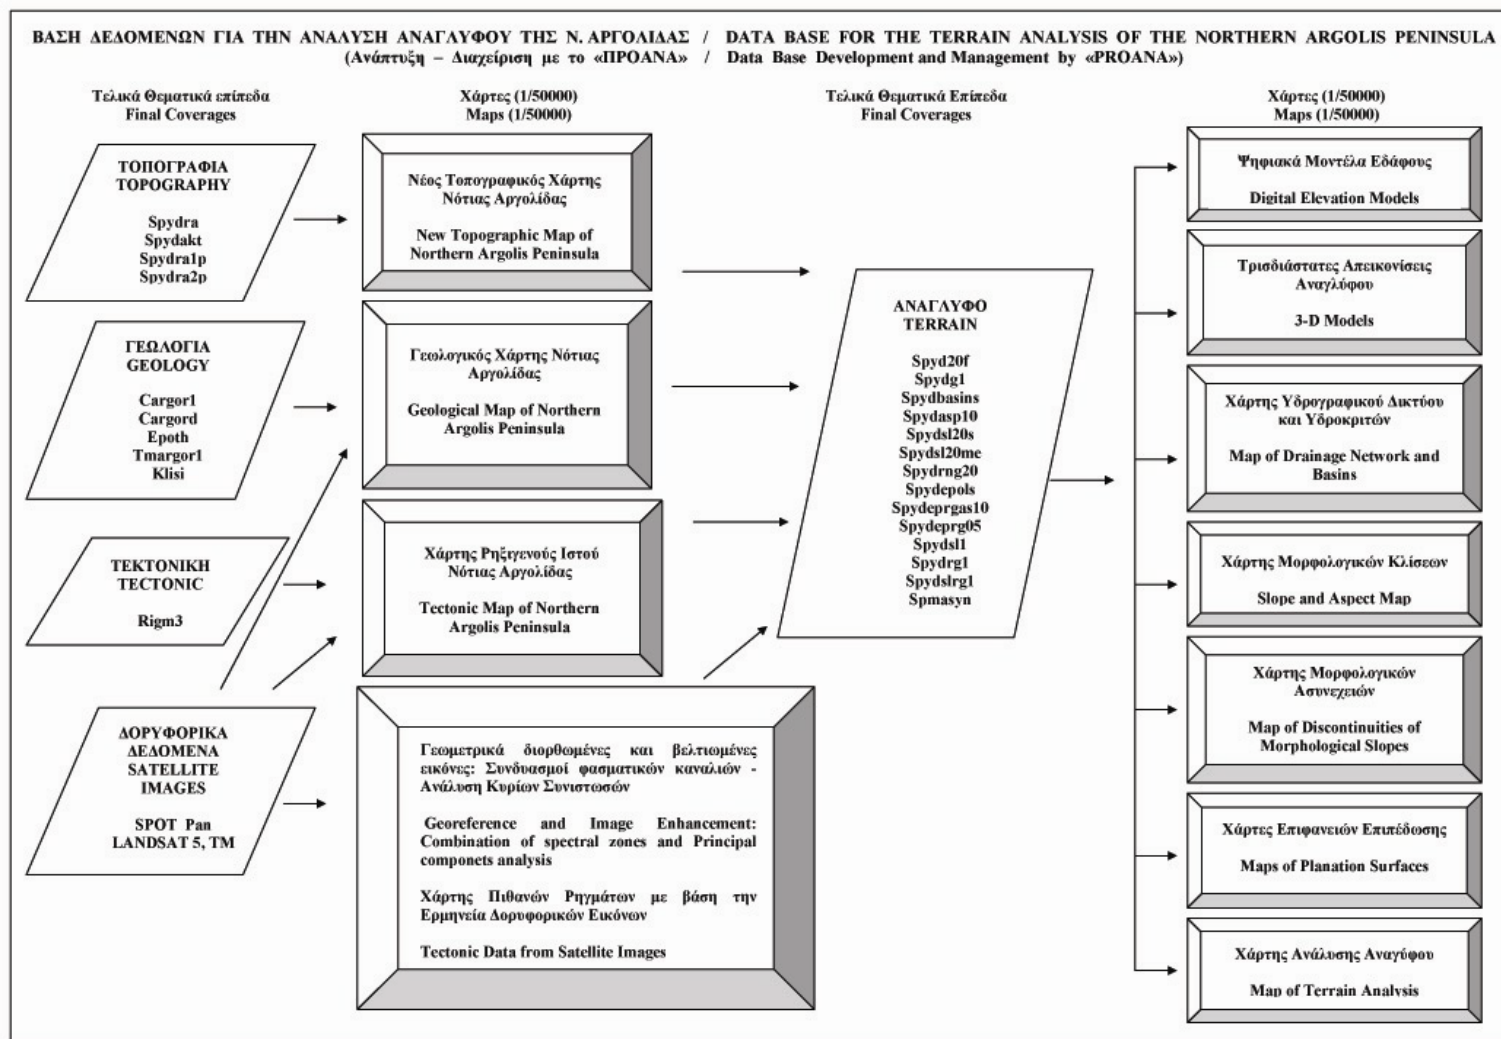 ΒΑΣΗ ΔΕΔΟΜΕΝΩΝ ΓΙΑ ΤΗΝ ΑΝΑΛΥΣΗ ΑΝΑΓΛΥΦΟΥ ΤΗΣ Ν. ΑΡΓΟΛΙΔΑΣ / DATA BASE FOR THE TERRAIN ANALYSIS OF THE NORTHERN ARGOLIS PENINSULA
(Ανάπτυξη – Διαχείριση με το «ΠΡΟΑΝΑ» / Data Base Development and Management by «PROANA»)
Τελικά Θεματικά επίπεδα
Final Coverages
ΤΟΠΟΓΡΑΦΙΑ
TOPOGRAPHY
Spydra
Spydakt
Spydra1p
Spydra2p
ΓΕΩΛΟΓΙΑ
GEOLOGY
Cargor1
Cargord
Epoth
Tmargor1
Klisi
ΤΕΚΤΟΝΙΚΗ
TECTONIC
Rigm3
ΔΟΡΥΦΟΡΙΚΑ
ΔΕΔΟΜΕΝΑ
SATELLITE
IMAGES
SPOT Pan
LANDSAT 5, TM
Χάρτες (1/50000)
Maps (1/50000)
Νέος Τοπογραφικός Χάρτης
Νότιας Αργολίδας
New Topographic Map of
Northern Argolis Peninsula
Γεωλογικός Χάρτης Νότιας
Αργολίδας
Geological Map of Northern
Argolis Peninsula
Χάρτης Ρηξιγενούς Ιστού
Νότιας Αργολίδας
Tectonic Map of Northern
Argolis Peninsula
Γεωμετρικά διορθωμένες και βελτιωμένες
εικόνες: Συνδυασμοί φασματικών καναλιών -
Ανάλυση Κυρίων Συνιστωσών
Georeference and Image Enhancement:
Combination of spectral zones and Principal
componets analysis
Χάρτης Πιθανών Ρηγμάτων με βάση την
Ερμηνεία Δορυφορικών Εικόνων
Tectonic Data from Satellite Images
Τελικά Θεματικά Επίπεδα
Final Coverages
ΑΝΑΓΛΥΦΟ
TERRAIN
Spyd20f
Spydg1
Spydbasins
Spydasp10
Spydsl20s
Spydsl20me
Spydrng20
Spydepols
Spydeprgas10
Spydeprg05
Spydsl1
Spydrg1
Spydslrg1
Spmasyn
Χάρτες (1/50000)
Maps (1/50000)
Ψηφιακά Μοντέλα Εδάφους
Digital Elevation Models
Τρισδιάστατες Απεικονίσεις
Αναγλύφου
3-D Models
Χάρτης Υδρογραφικού Δικτύου
και Υδροκριτών
Map of Drainage Network and
Basins
Χάρτης Μορφολογικών Κλίσεων
Slope and Aspect Map
Χάρτης Μορφολογικών
Ασυνεχειών
Map of Discontinuities of
Morphological Slopes
Χάρτες Επιφανειών Επιπέδωσης
Maps of Planation Surfaces
Χάρτης Ανάλυσης Αναγύφου
Map of Terrain Analysis